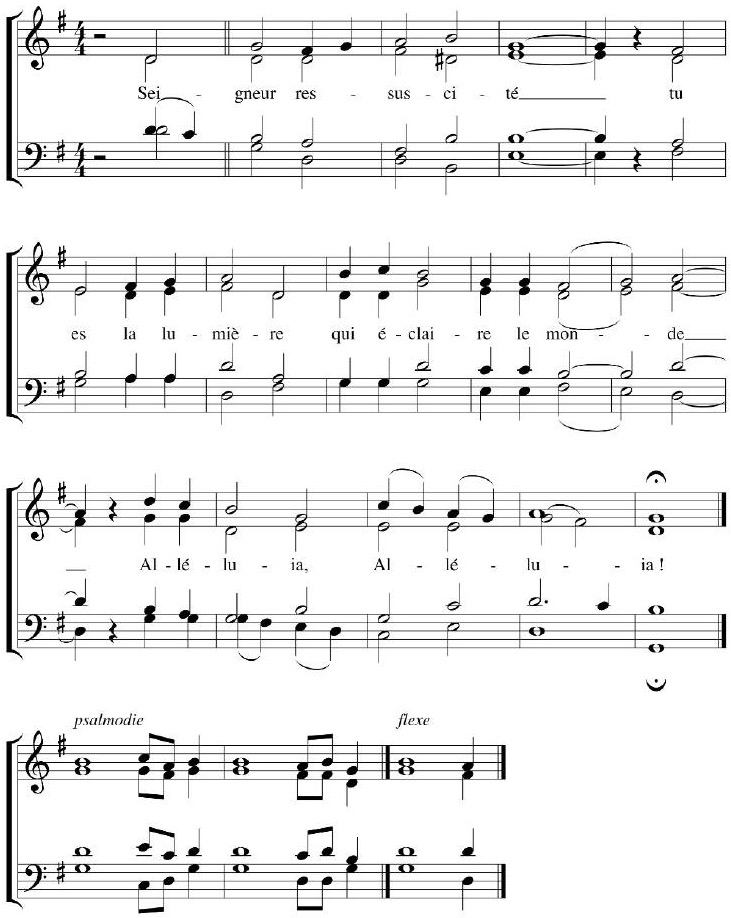 Sei - gneur res - sus - ci - té tu
es la lu - miè - re qui é - clai - re le mon - de
Al - lé - lu - ia, Al - lé - lu - ia !
psalmodie flexe